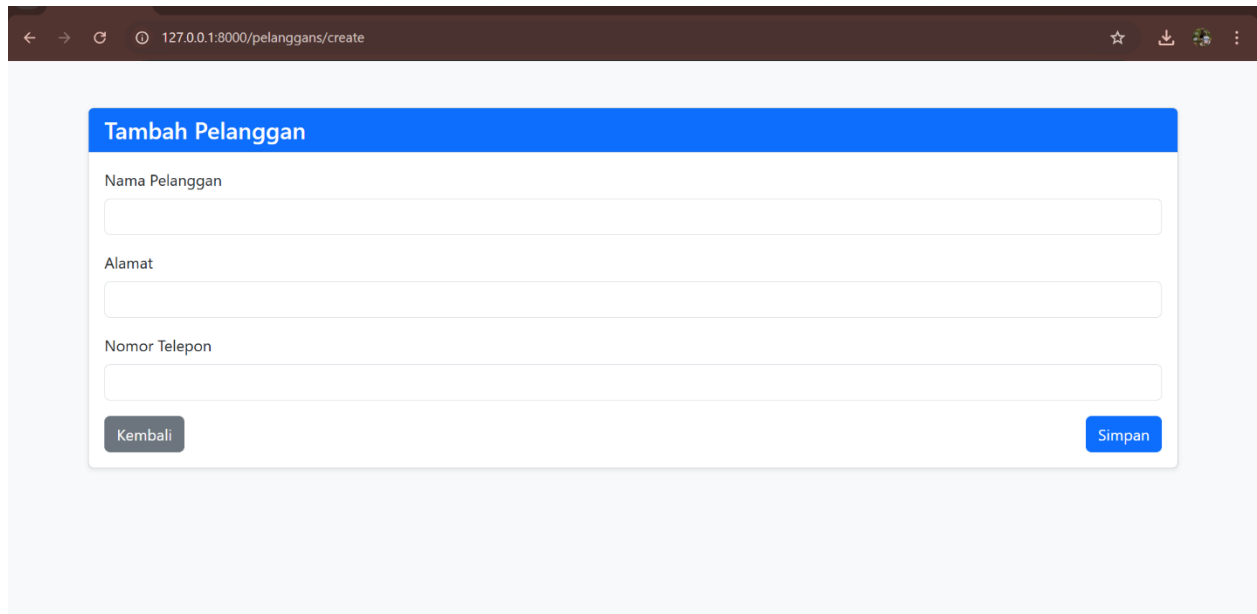 127.0.0.1:8000/pelanggans/create
Tambah Pelanggan
Nama Pelanggan
Alamat
Nomor Telepon
Kembali
Simpan